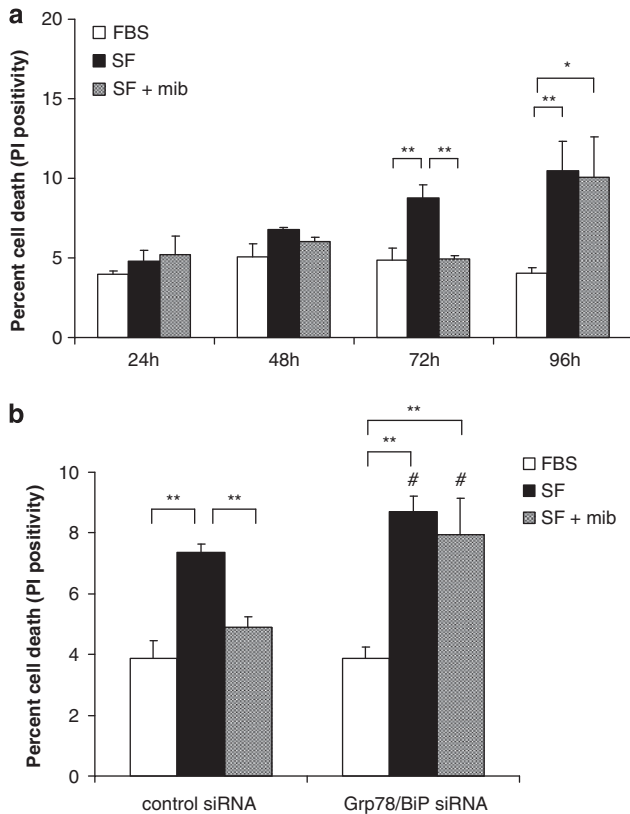 a
20
FBS
SF
SF + mib
15
10
5
0
Percent cell death (PI positivity)
** **
*
**
24h 48h 72h 96h
b
**
**
** **
# #
FBS
SF
SF + mib
10
8
6
4
2
0
Percent cell death (PI positivity)
control siRNA Grp78/BiP siRNA